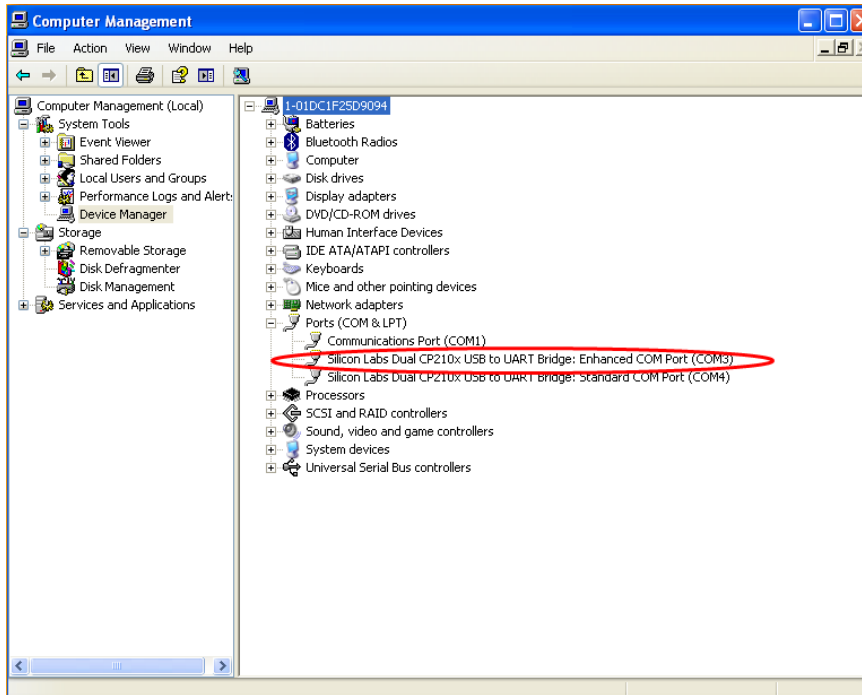 Computer Management
File Action View Window Help
Computer Management (Local)
System Tools
Event Viewer
Shared Folders
Local Users and Groups
Performance Logs and Alert:
Device Manager
Storage
Removable Storage
Disk Defragmenter
Disk Management
Services and Applications
1-01DC1F25D9094
Batteries
Bluetooth Radios
Computer
Disk drives
Display adapters
DVD/CD-ROM drives
Human Interface Devices
IDE ATA/ATAPI controllers
Keyboards
Mice and other pointing devices
Network adapters
Ports (COM & LPT)
Communications Port (COM1)
Silicon Labs Dual CP210x USB to UART Bridge: Enhanced COM Port (COM3)
Silicon Labs Dual CP210x USB to UART Bridge: Standard COM Port (COM4)
Processors
SCSI and RAID controllers
Sound, video and game controllers
System devices
Universal Serial Bus controllers